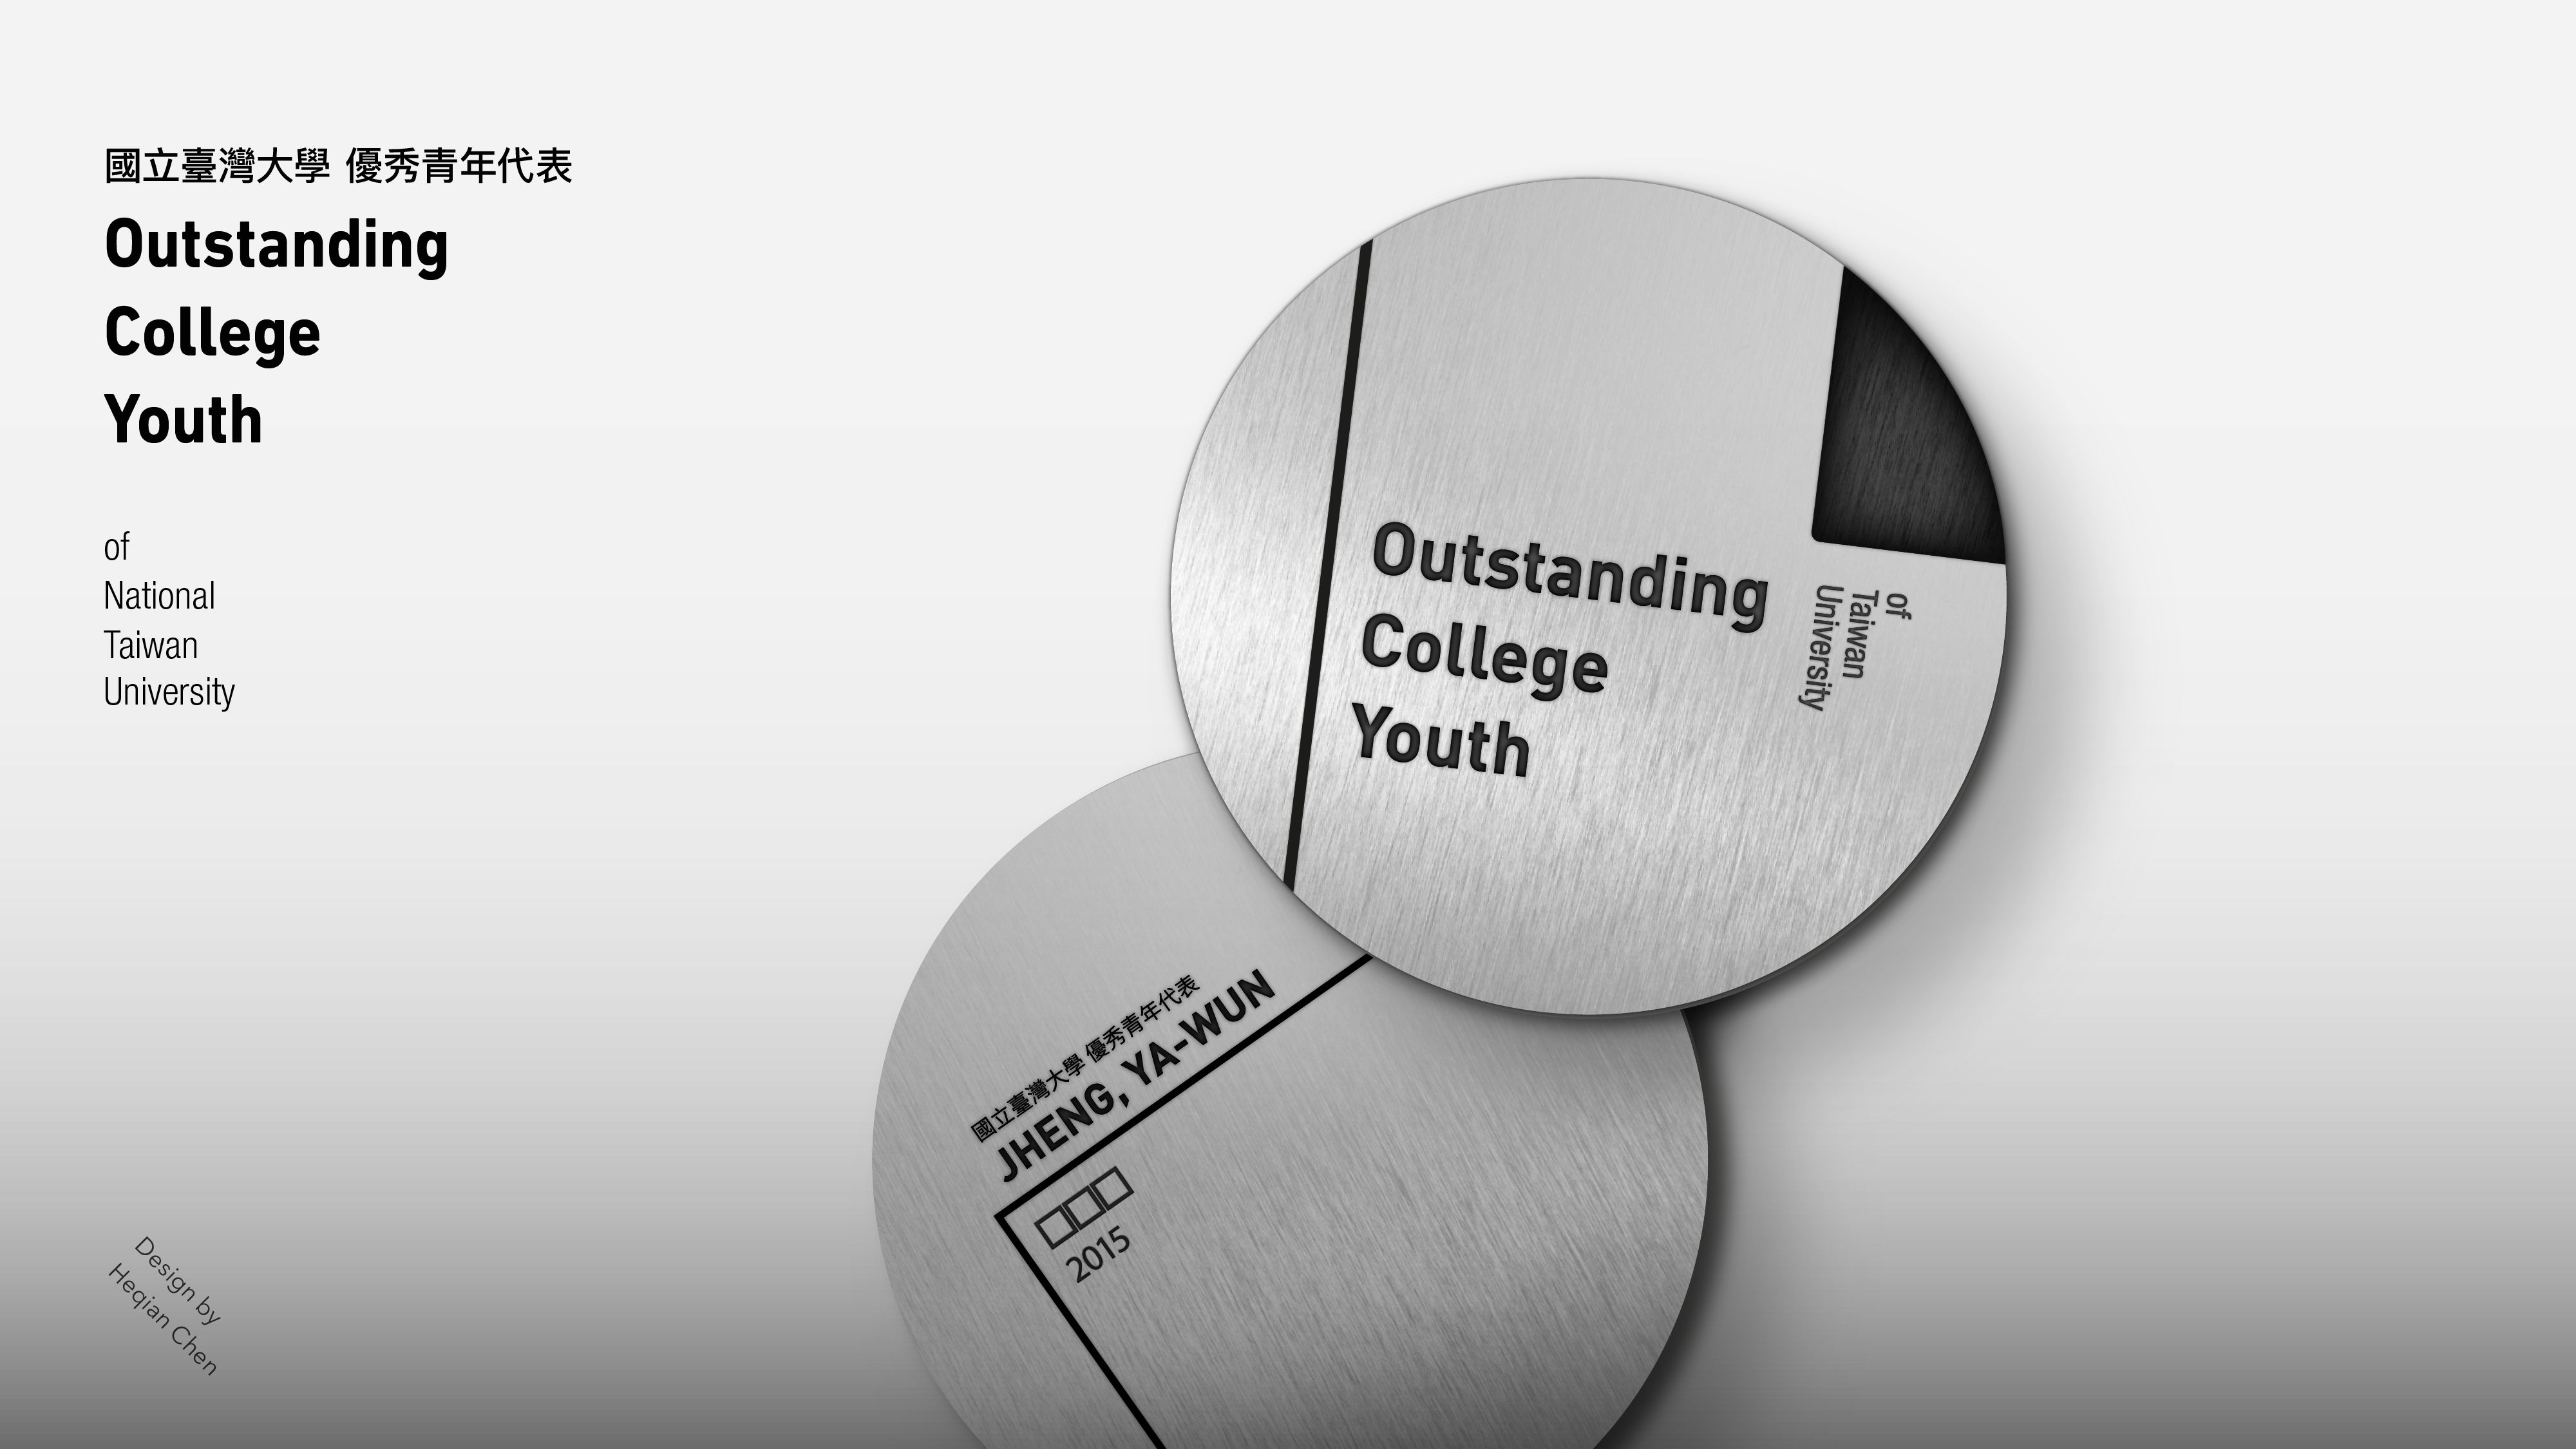 國立臺灣大學 優秀青年代表
Outstanding
College
Youth
of
National
Taiwan
University
Outstanding
College
Youth
of
Taiwan
University
國立臺灣大學 優秀青年代表
JHENG, YA-WUN
2015
Design by
Heqian Chen